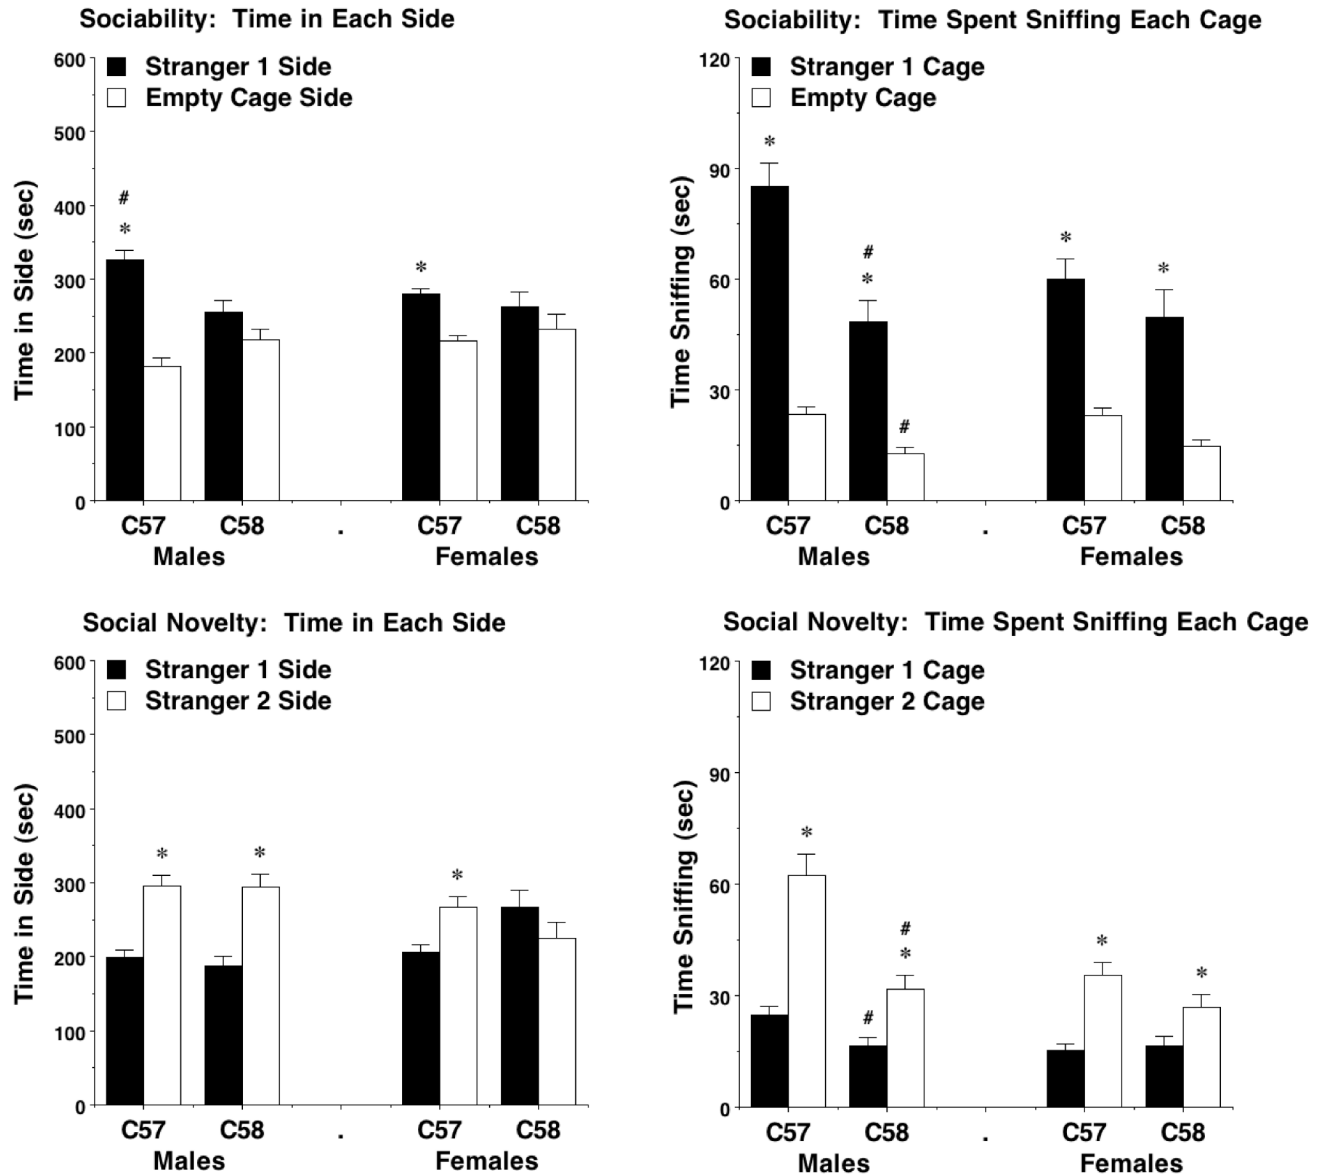 Sociability: Time in Each Side
600
500
400
300
200
100
0
Time in Side (sec)
Stranger 1 Side
Empty Cage Side
#
*
*
C57 C58 . C57 C58
Males Females
Sociability: Time Spent Sniffing Each Cage
120
90
60
30
0
Time Sniffing (sec)
Stranger 1 Cage
Empty Cage
*
#
*
#
*
*
C57 C58 . C57 C58
Males Females
Social Novelty: Time in Each Side
600
500
400
300
200
100
0
Time in Side (sec)
Stranger 1 Side
Stranger 2 Side
*
*
*
C57 C58 . C57 C58
Males Females
Social Novelty: Time Spent Sniffing Each Cage
120
90
60
30
0
Time Sniffing (sec)
Stranger 1 Cage
Stranger 2 Cage
*
#
*
#
*
*
C57 C58 . C57 C58
Males Females